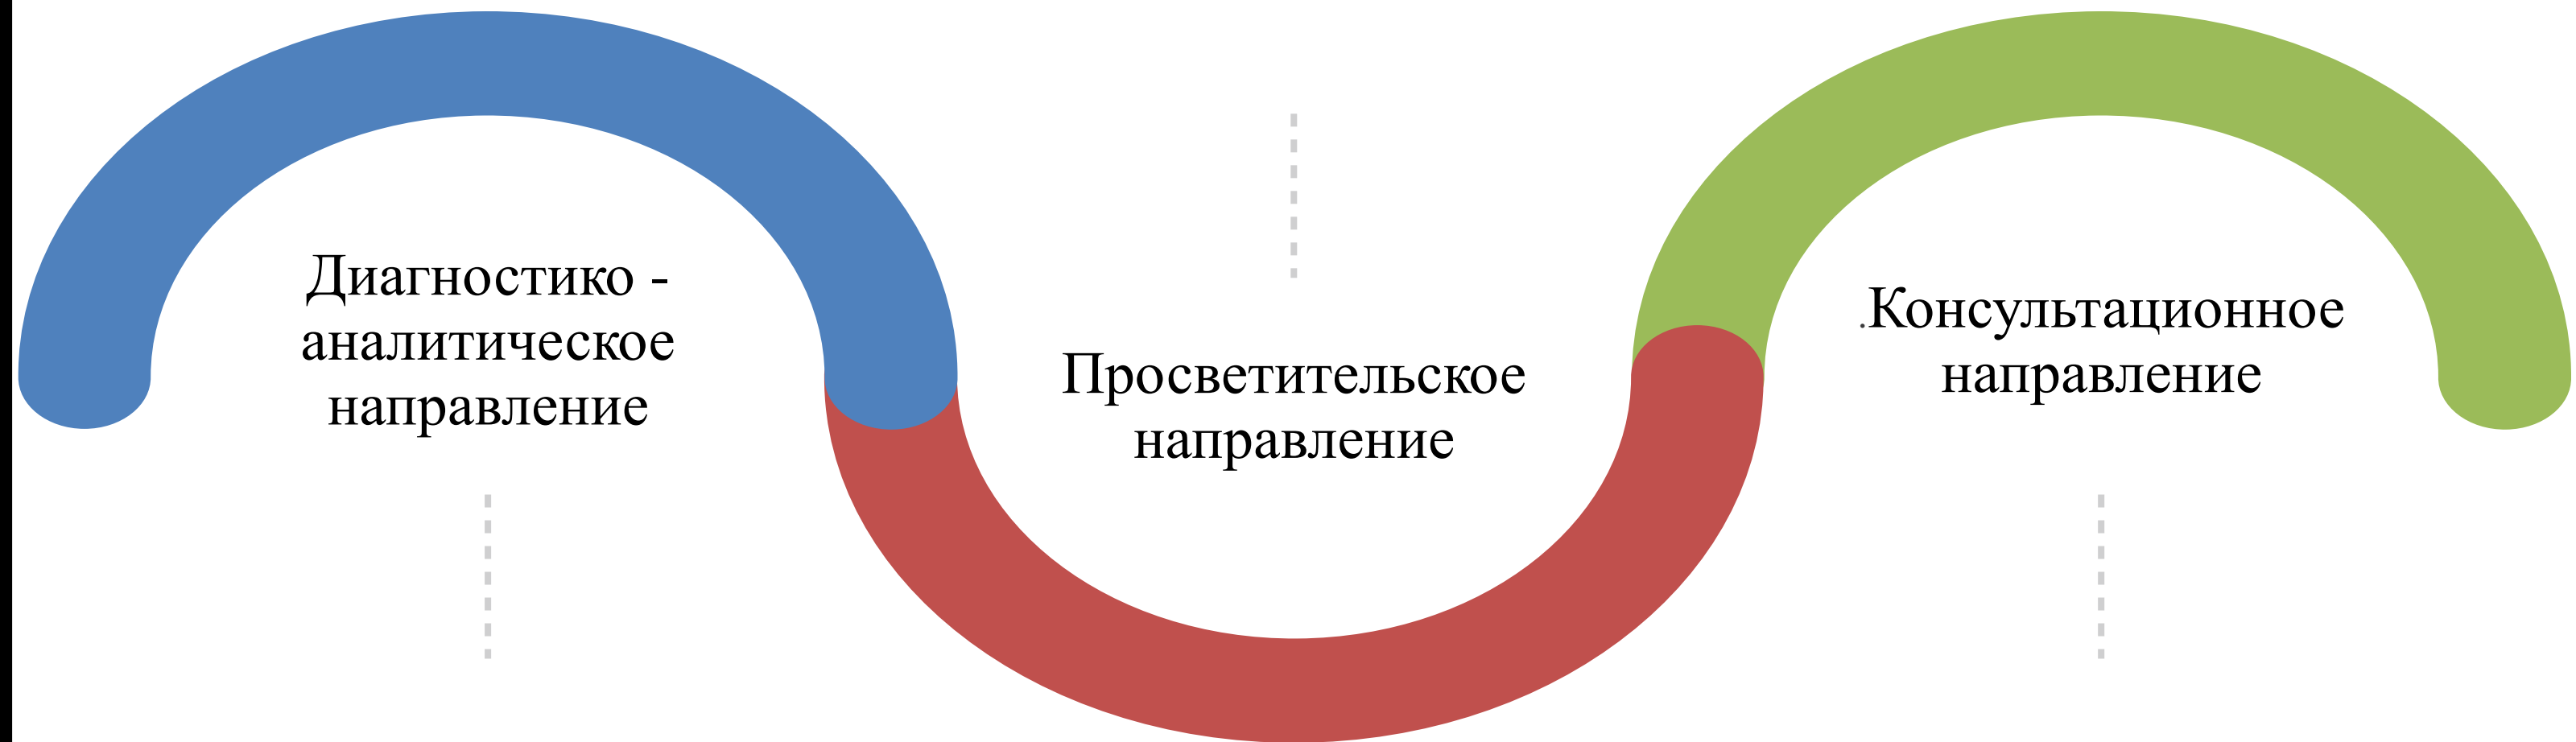 Диагностико -
аналитическое
направление
Просветительское
направление
.Консультационное
направление